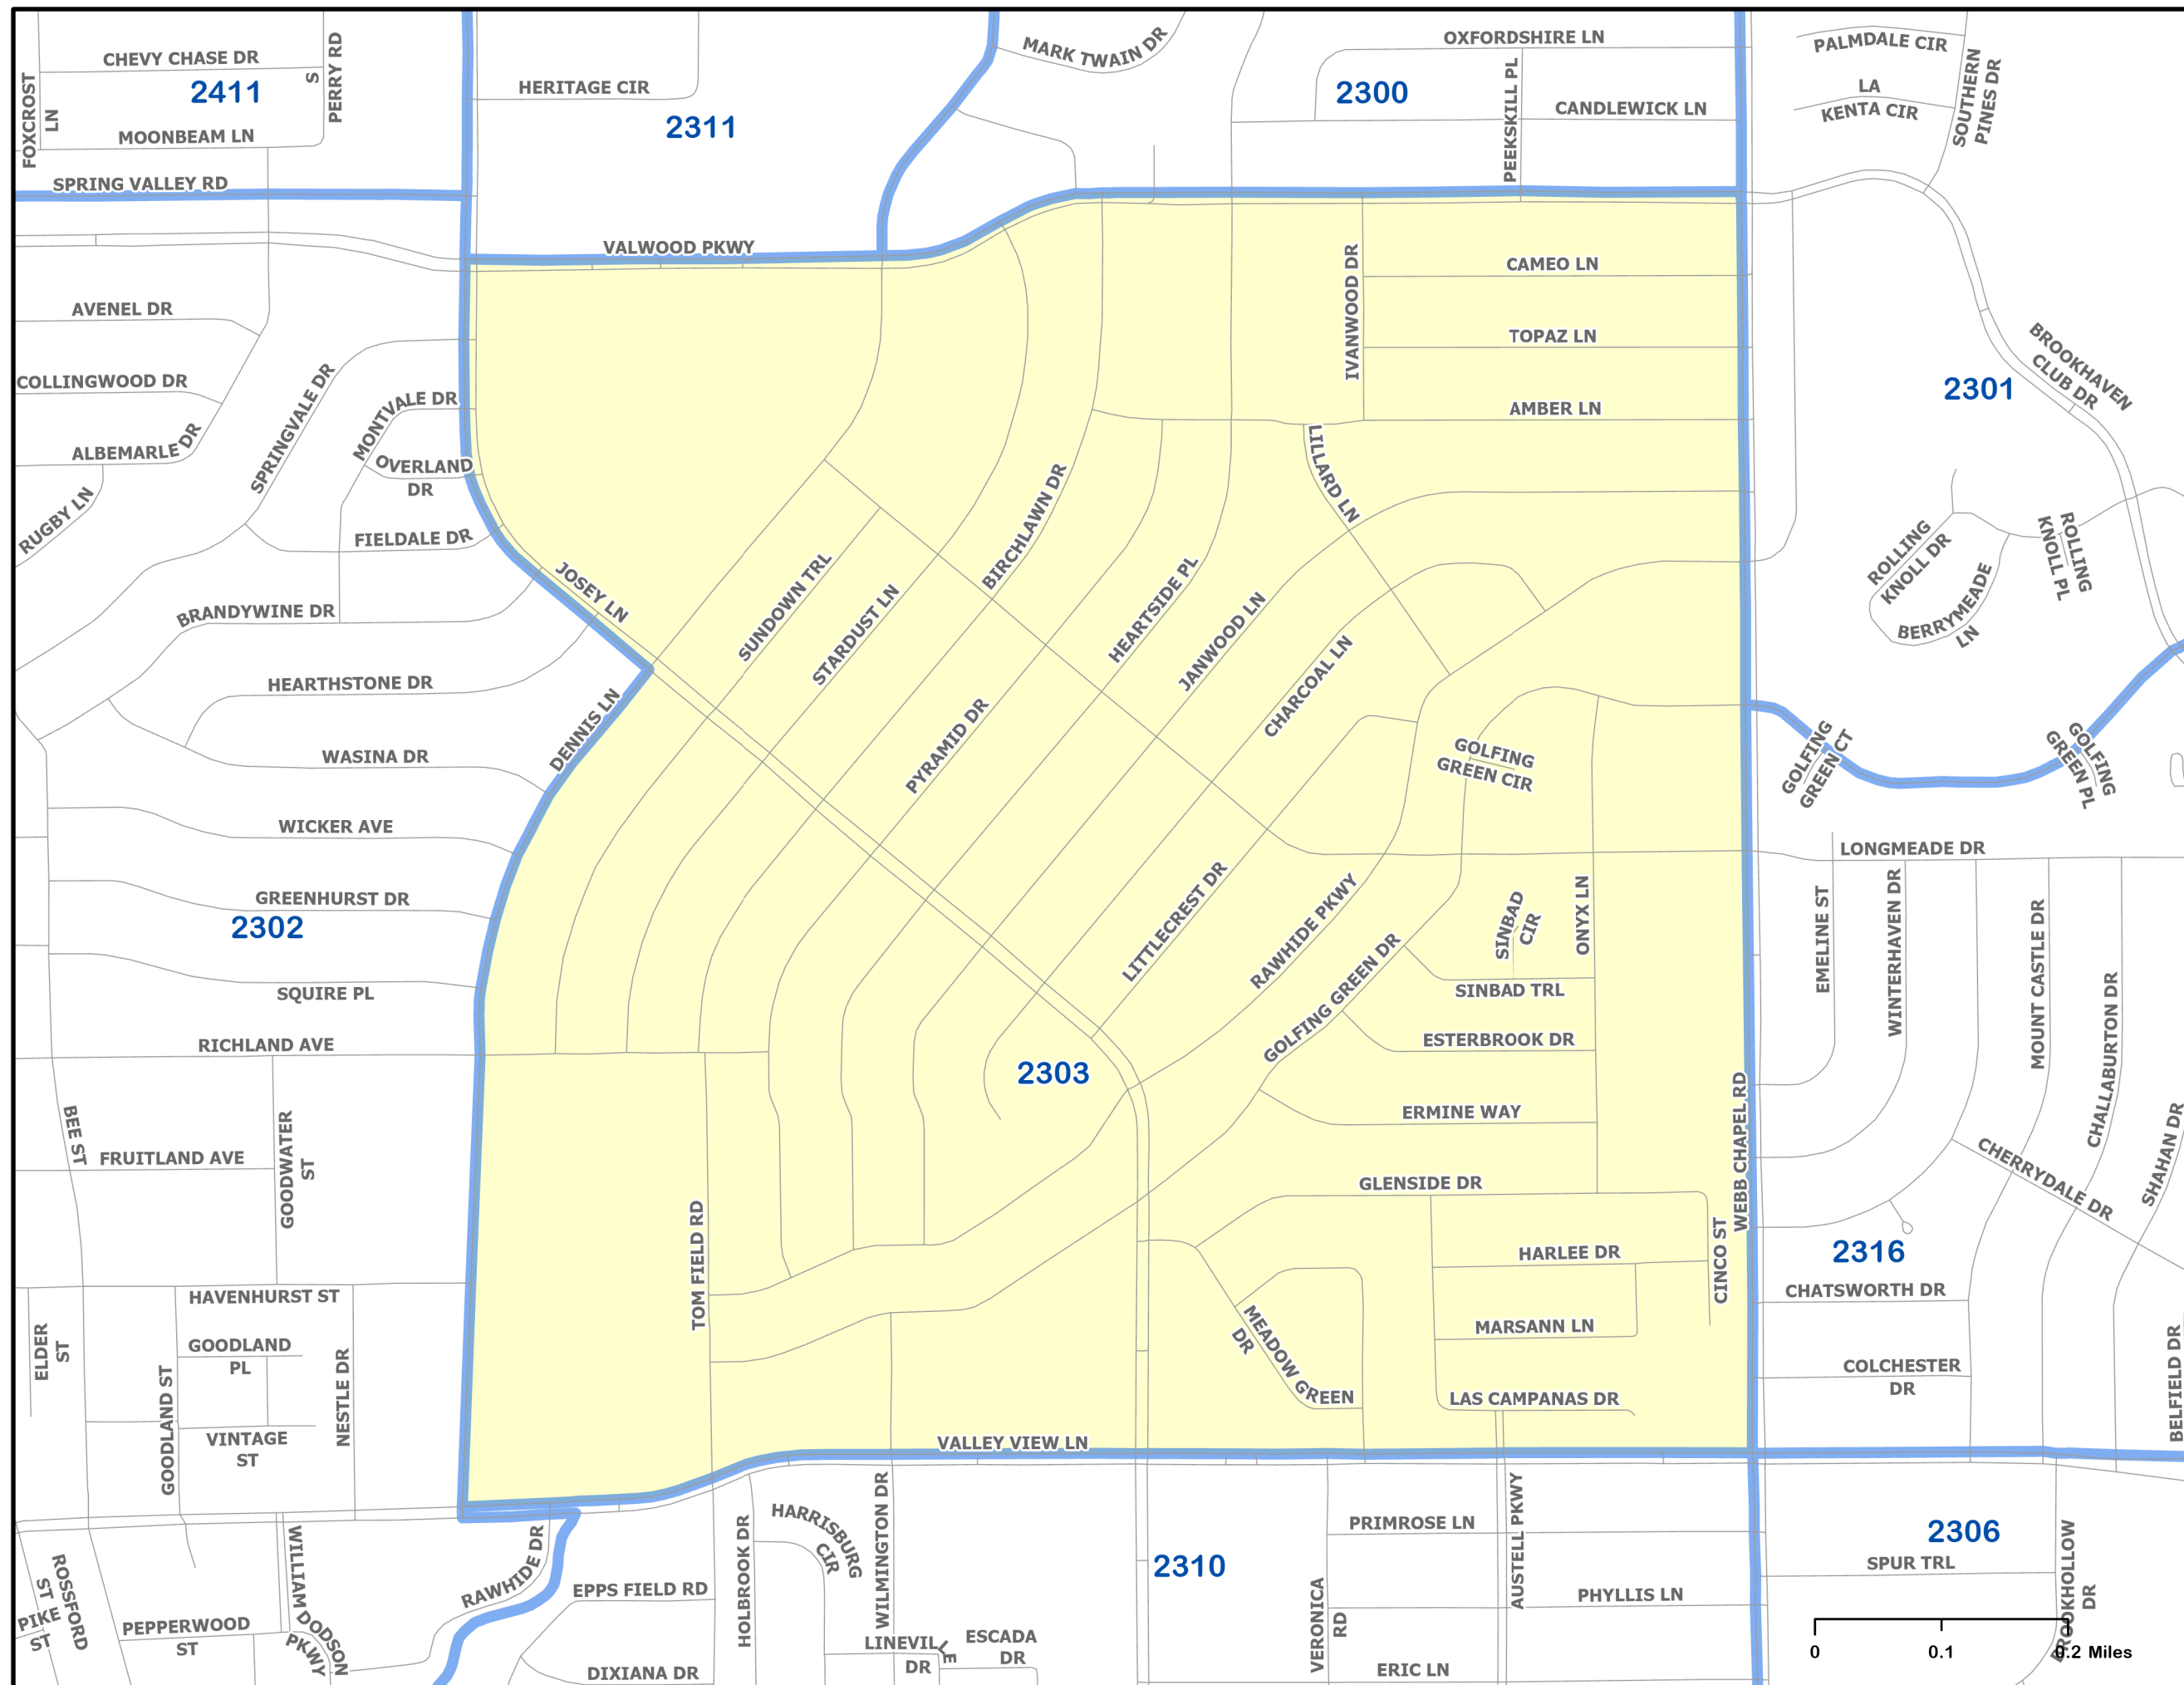 CHEVY CHASE DR
2411
S
PERRY RD
FOXCROST
LN
MOONBEAM LN
SPRING VALLEY RD
HERITAGE CIR
2311
MARK TWAIN DR
OXFORDSHIRE LN
2300
PEEKSKILL PL
CANDLEWICK LN
PALMDALE CIR
LA
KENTA CIR
SOUTHERN
PINES DR
VALWOOD PKWY
IVANWOOD DR
CAMEO LN
TOPAZ LN
AMBER LN
LILLARD LN
2301
BROOKHAVEN
CLUB DR
AVENEL DR
COLLINGWOOD DR
ALBEMARLE DR
RUGBY LN
SPRINGVALE DR
MONTVALE DR
OVERLAND
DR
FIELDALE DR
BRANDYWINE DR
JOSEY LN
HEARTHSTONE DR
DENNIS LN
WASINA DR
WICKER AVE
GREENHURST DR
2302
SQUIRE PL
RICHLAND AVE
SUNDOWN TRL
STARDUST LN
BIRCHLAWN DR
PYRAMID DR
HEARTSIDE PL
JANWOOD LN
CHARCOAL LN
LITTLECREST DR
RAWHIDE PKWY
GOLFING GREEN DR
GOLFING
GREEN CIR
SINBAD
CIR
ONYX LN
SINBAD TRL
ESTERBROOK DR
2303
ERMINE WAY
GLENSIDE DR
HARLEE DR
CINCO ST
MARSANN LN
LAS CAMPANAS DR
MEADOW GREEN
DR
WEBB CHAPEL RD
TOM FIELD RD
VALLEY VIEW LN
ROLLING
KNOLL DR
ROLLING
KNOLL PL
BERRYMEADE
LN
GOLFING
GREEN CT
GOLFING
GREEN PL
LONGMEADE DR
EMELINE ST
WINTERHAVEN DR
MOUNT CASTLE DR
CHALLABURTON DR
SHAHAN DR
CHERRYDALE DR
2316
CHATSWORTH DR
COLCHESTER
DR
BELFIELD DR
BEE ST
FRUITLAND AVE
GOODWATER
ST
HAVENHURST ST
ELDER
ST
GOODLAND
PL
GOODLAND ST
NESTLE DR
VINTAGE
ST
ROSSFORD
ST
PIKE
ST
PEPPERWOOD
ST
WILLIAM DODSON
PKWY
RAWHIDE DR
EPPS FIELD RD
DIXIANA DR
HOLBROOK DR
HARRISBURG
CIR
WILMINGTON DR
LINEVILLE
DR
ESCADA
DR
2310
VERONICA
RD
PRIMROSE LN
AUSTELL PKWY
PHYLLIS LN
ERIC LN
2306
SPUR TRL
BROOKHOLLOW
DR
0 0.1 0.2 Miles